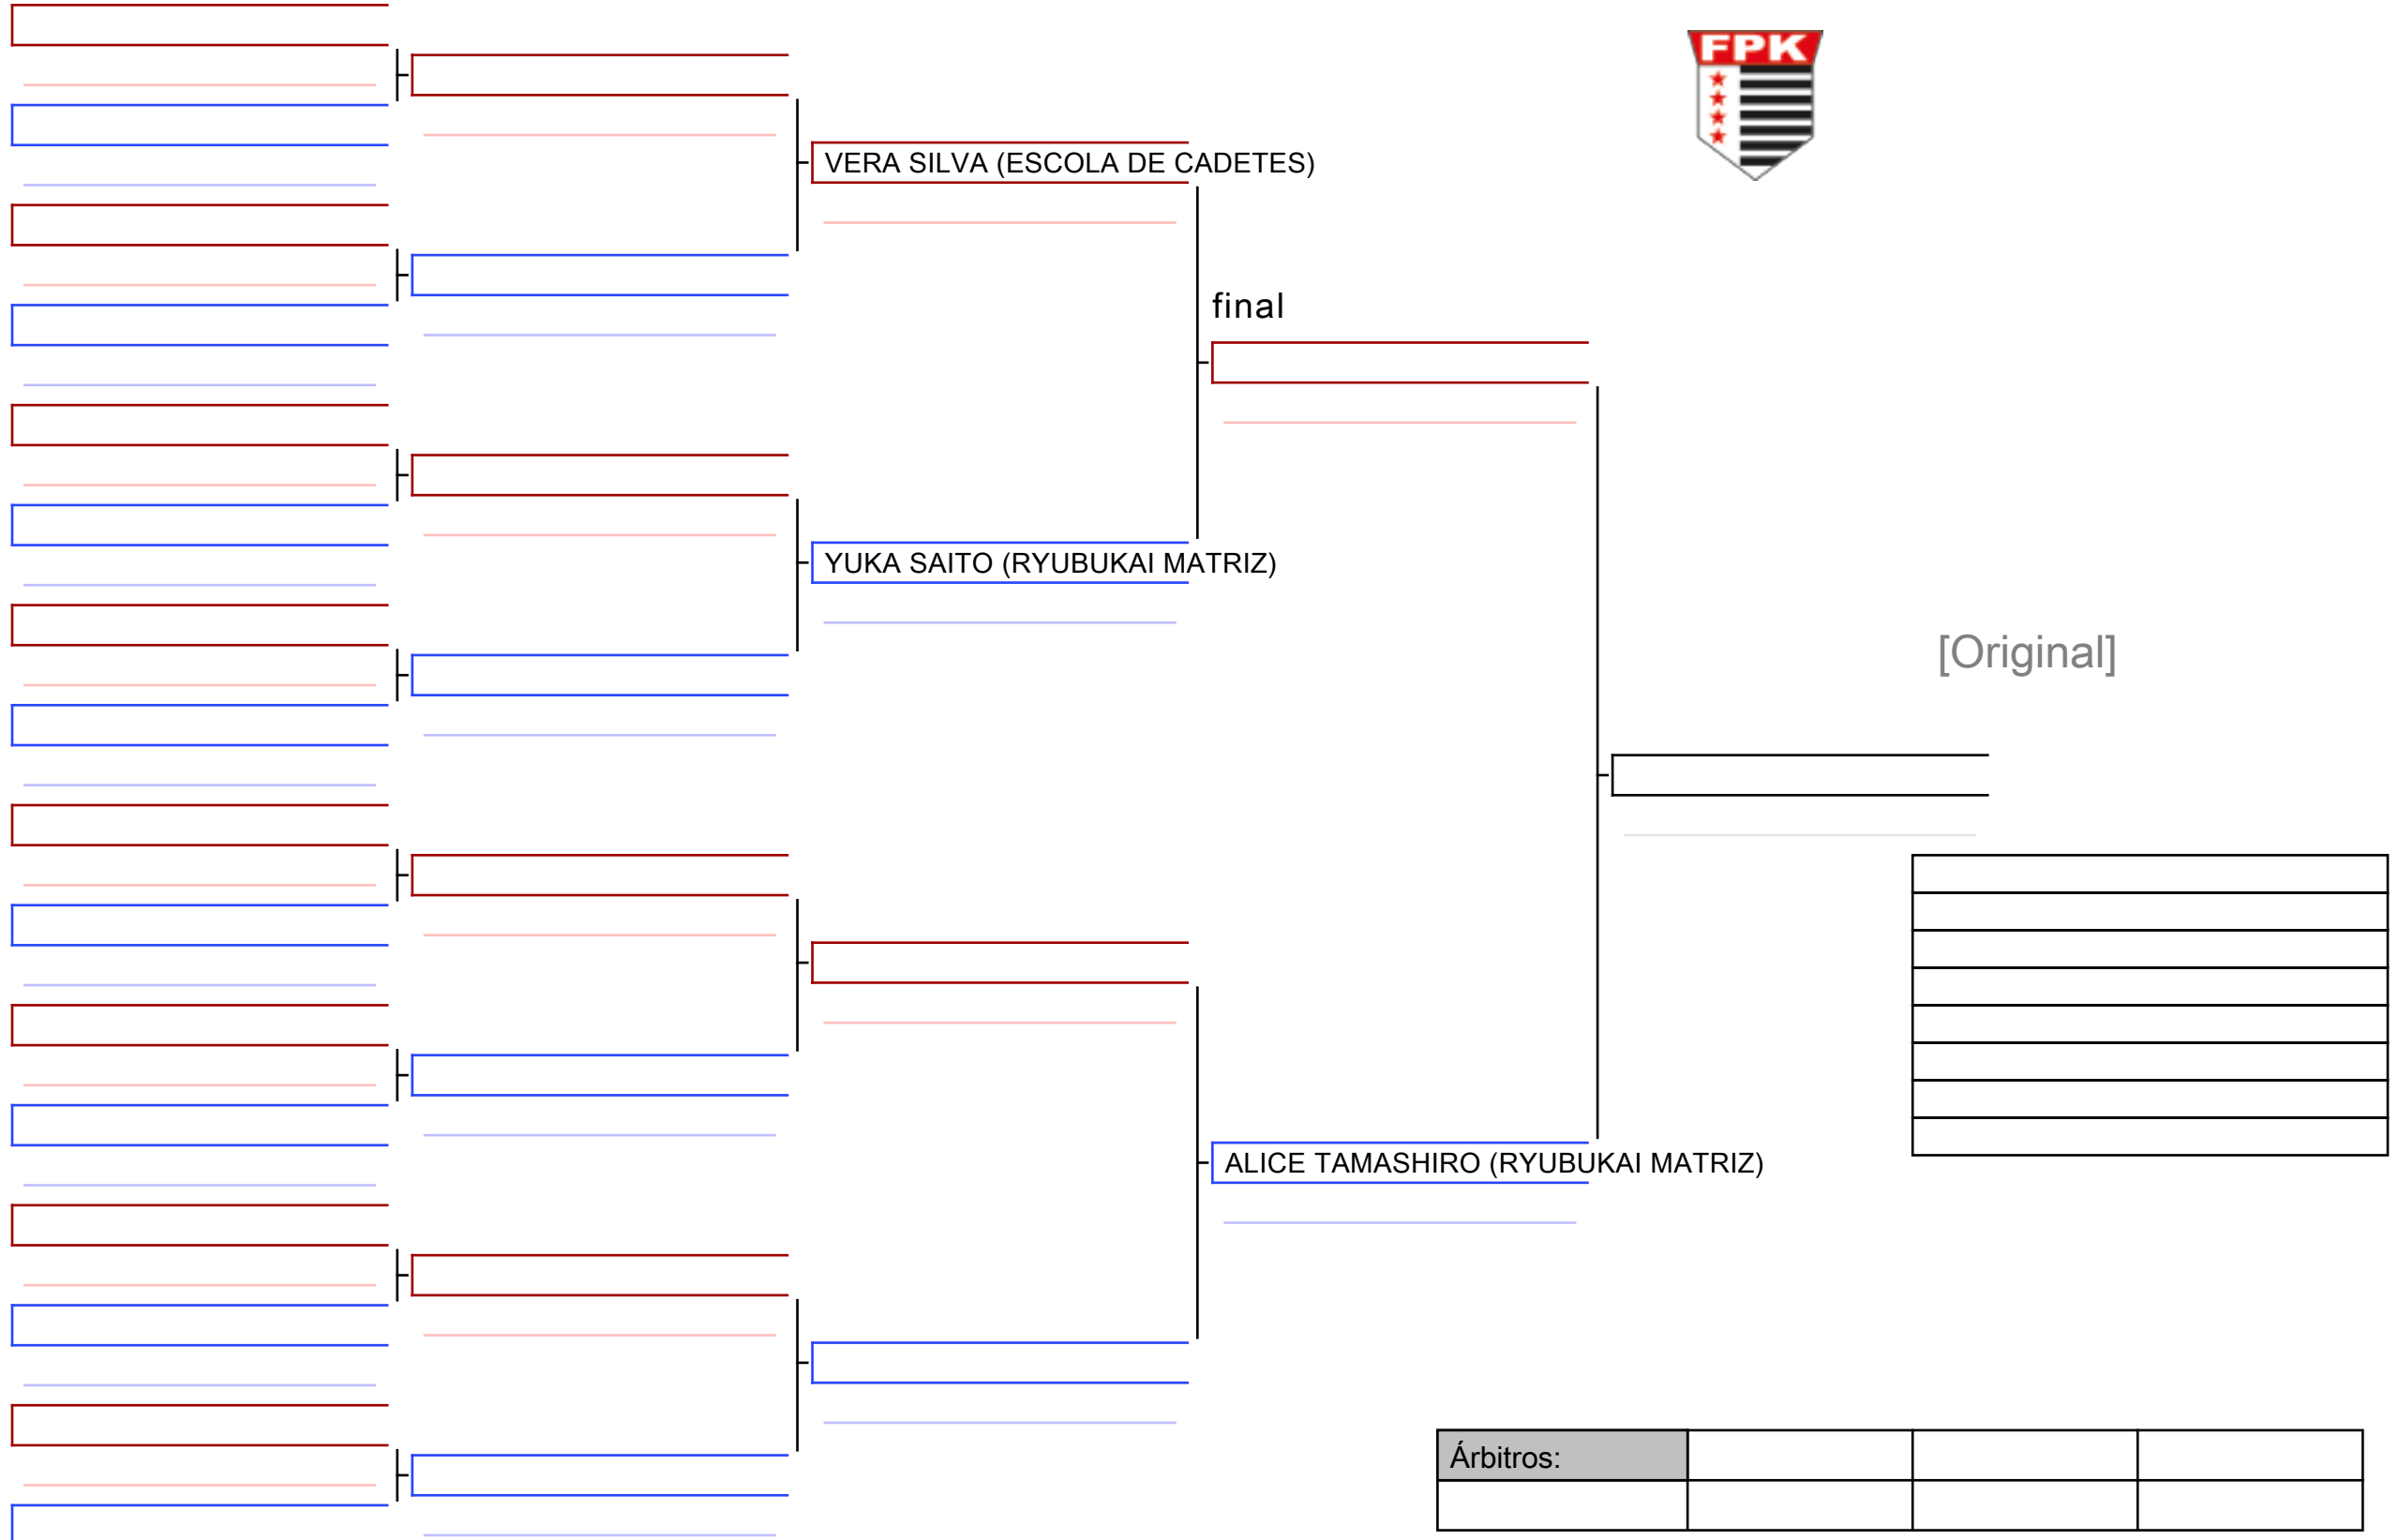 FPK
VERA SILVA (ESCOLA DE CADETES)
final
YUKA SAITO (RYUBUKAI MATRIZ)
[Original]
ALICE TAMASHIRO (RYUBUKAI MATRIZ)
Árbitros: